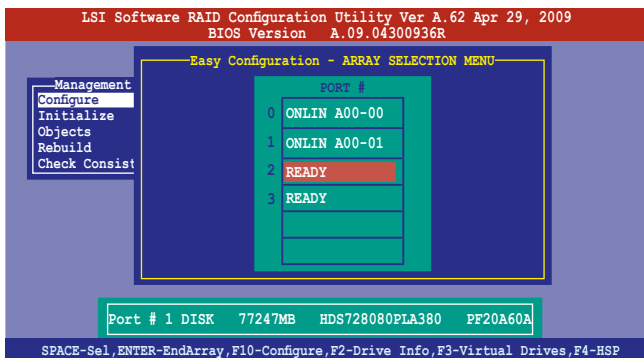 LSI Software RAID Configuration Utility Ver A.62 Apr 29, 2009
BIOS Version A.09.04300936R
Easy Configuration - ARRAY SELECTION MENU
Management
Configure
Initialize
Objects
Rebuild
Check Consist
PORT #
0 ONLIN A00-00
1 ONLIN A00-01
2 READY
3 READY
Port # 1 DISK 77247MB HDS728080PLA380 PF20A60A
SPACE-Sel,ENTER-EndArray,F10-Configure,F2-Drive Info,F3-Virtual Drives,F4-HSP